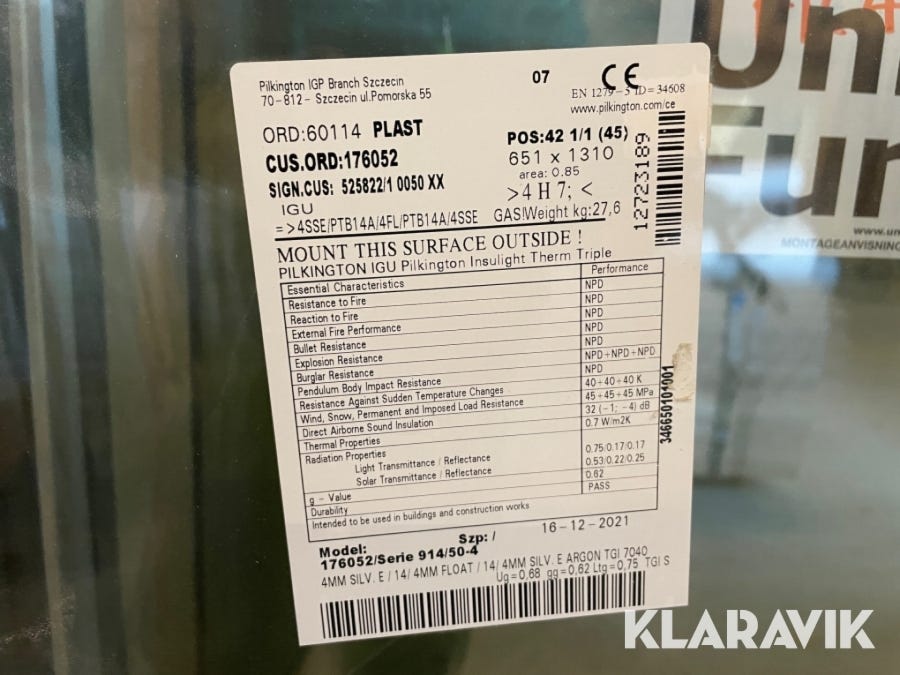 Pilkington IGP Branch Szczecin
70-812- Szczecin ul.Pomorska 55
07
CE
EN 1279-5 ID=34608
www.pilkington.com/ce
ORD:60114 PLAST
CUS.ORD:176052
SIGN.CUS: 525822/1 0050 XX
POS:42 1/1 (45)
651 x 1310
area: 0.85
>4 H 7; <
IGU
=>4SSE/PTB14A/4FL/PTB14A/4SSE GAS!Weight kg:27,6
12723189
MOUNT THIS SURFACE OUTSIDE !
PILKINGTON IGU Pilkington Insulight Therm Triple
Essential Characteristics Performance
Resistance to Fire NPD
Reaction to Fire NPD
External Fire Performance NPD
Bullet Resistance NPD
Explosion Resistance NPD
Burglar Resistance NPD
Pendulum Body Impact Resistance NPD+NPD+NPD
Resistance Against Sudden Temperature Changes 40+40+40 K
Wind, Snow, Permanent and Imposed Load Resistance 45+45+45 MPa
Direct Airborne Sound Insulation 32 (-1; -4) dB
Thermal Properties 0.7 W/m2K
Radiation Properties
Light Transmittance / Reflectance 0.75/0.17/0.17
Solar Transmittance / Reflectance 0.53/0.22/0.25
g - Value 0.62
Durability PASS
Intended to be used in buildings and construction works
346650101001
16-12-2021
Szp: /
Model:
176052/Serie 914/50-4
4MM SILV. E / 14/ 4MM FLOAT / 14/ 4MM SILV. E ARGON TGI 7040
Ug=0,68 gg=0,62 Ltg=0,75 TGI S
Un
Fun
www.un
MONTAGEANVISNING
KLARAVIK